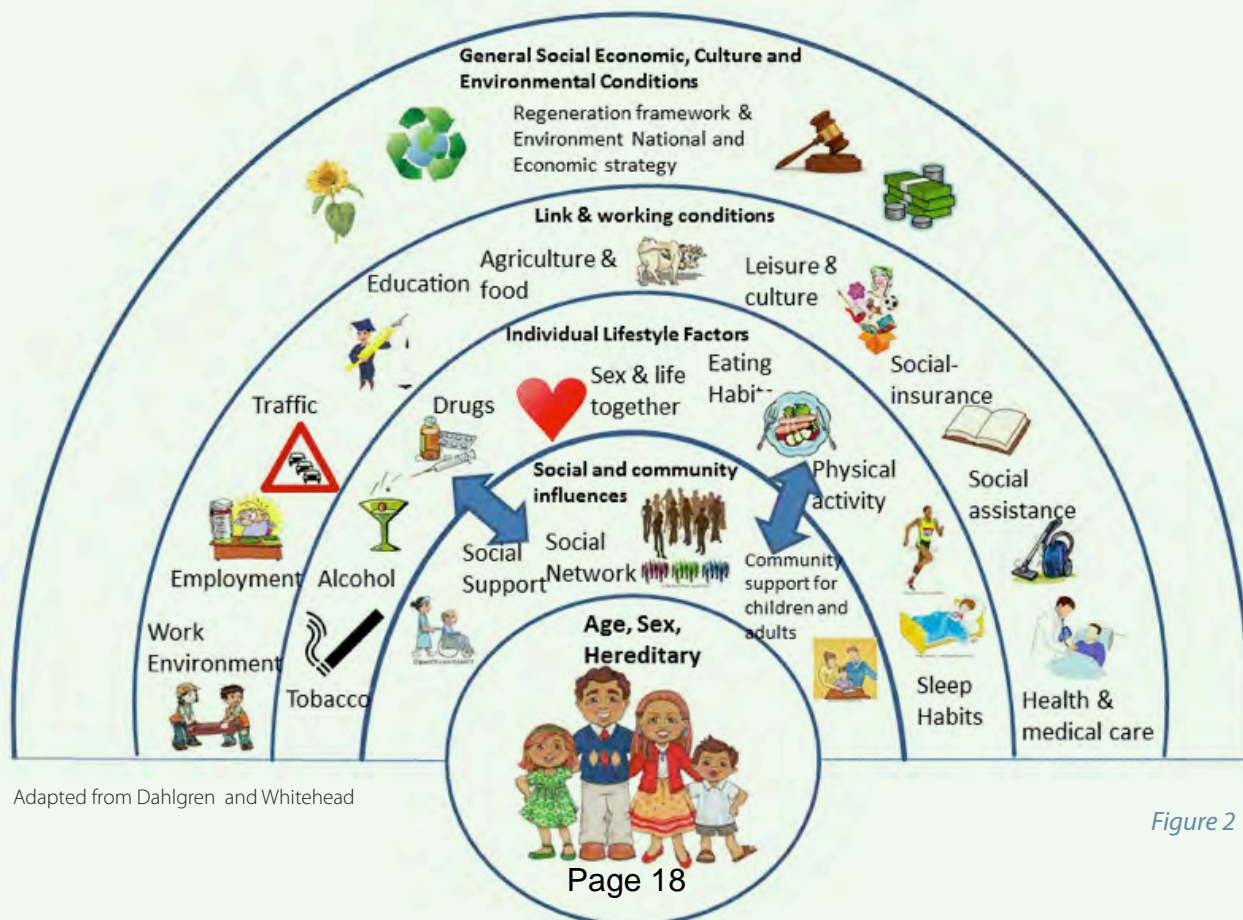 General Social Economic, Culture and
Environmental Conditions
Regeneration framework &
Environment National and
Economic strategy
Link & working conditions
Education
Agriculture &
food
Leisure &
culture
Social-
insurance
Traffic
Employment
Work
Environment
Social
assistance
Health &
medical care
Individual Lifestyle Factors
Drugs
Sex & life
together
Eating
Alcohol
Tobacco
Physical
activity
Sleep
Habits
Social and community
influences
Social
Support
Social
Network
Community
support for
children and
adults
Age, Sex,
Hereditary
Adapted from Dahlgren and Whitehead
Figure 2
Page 18